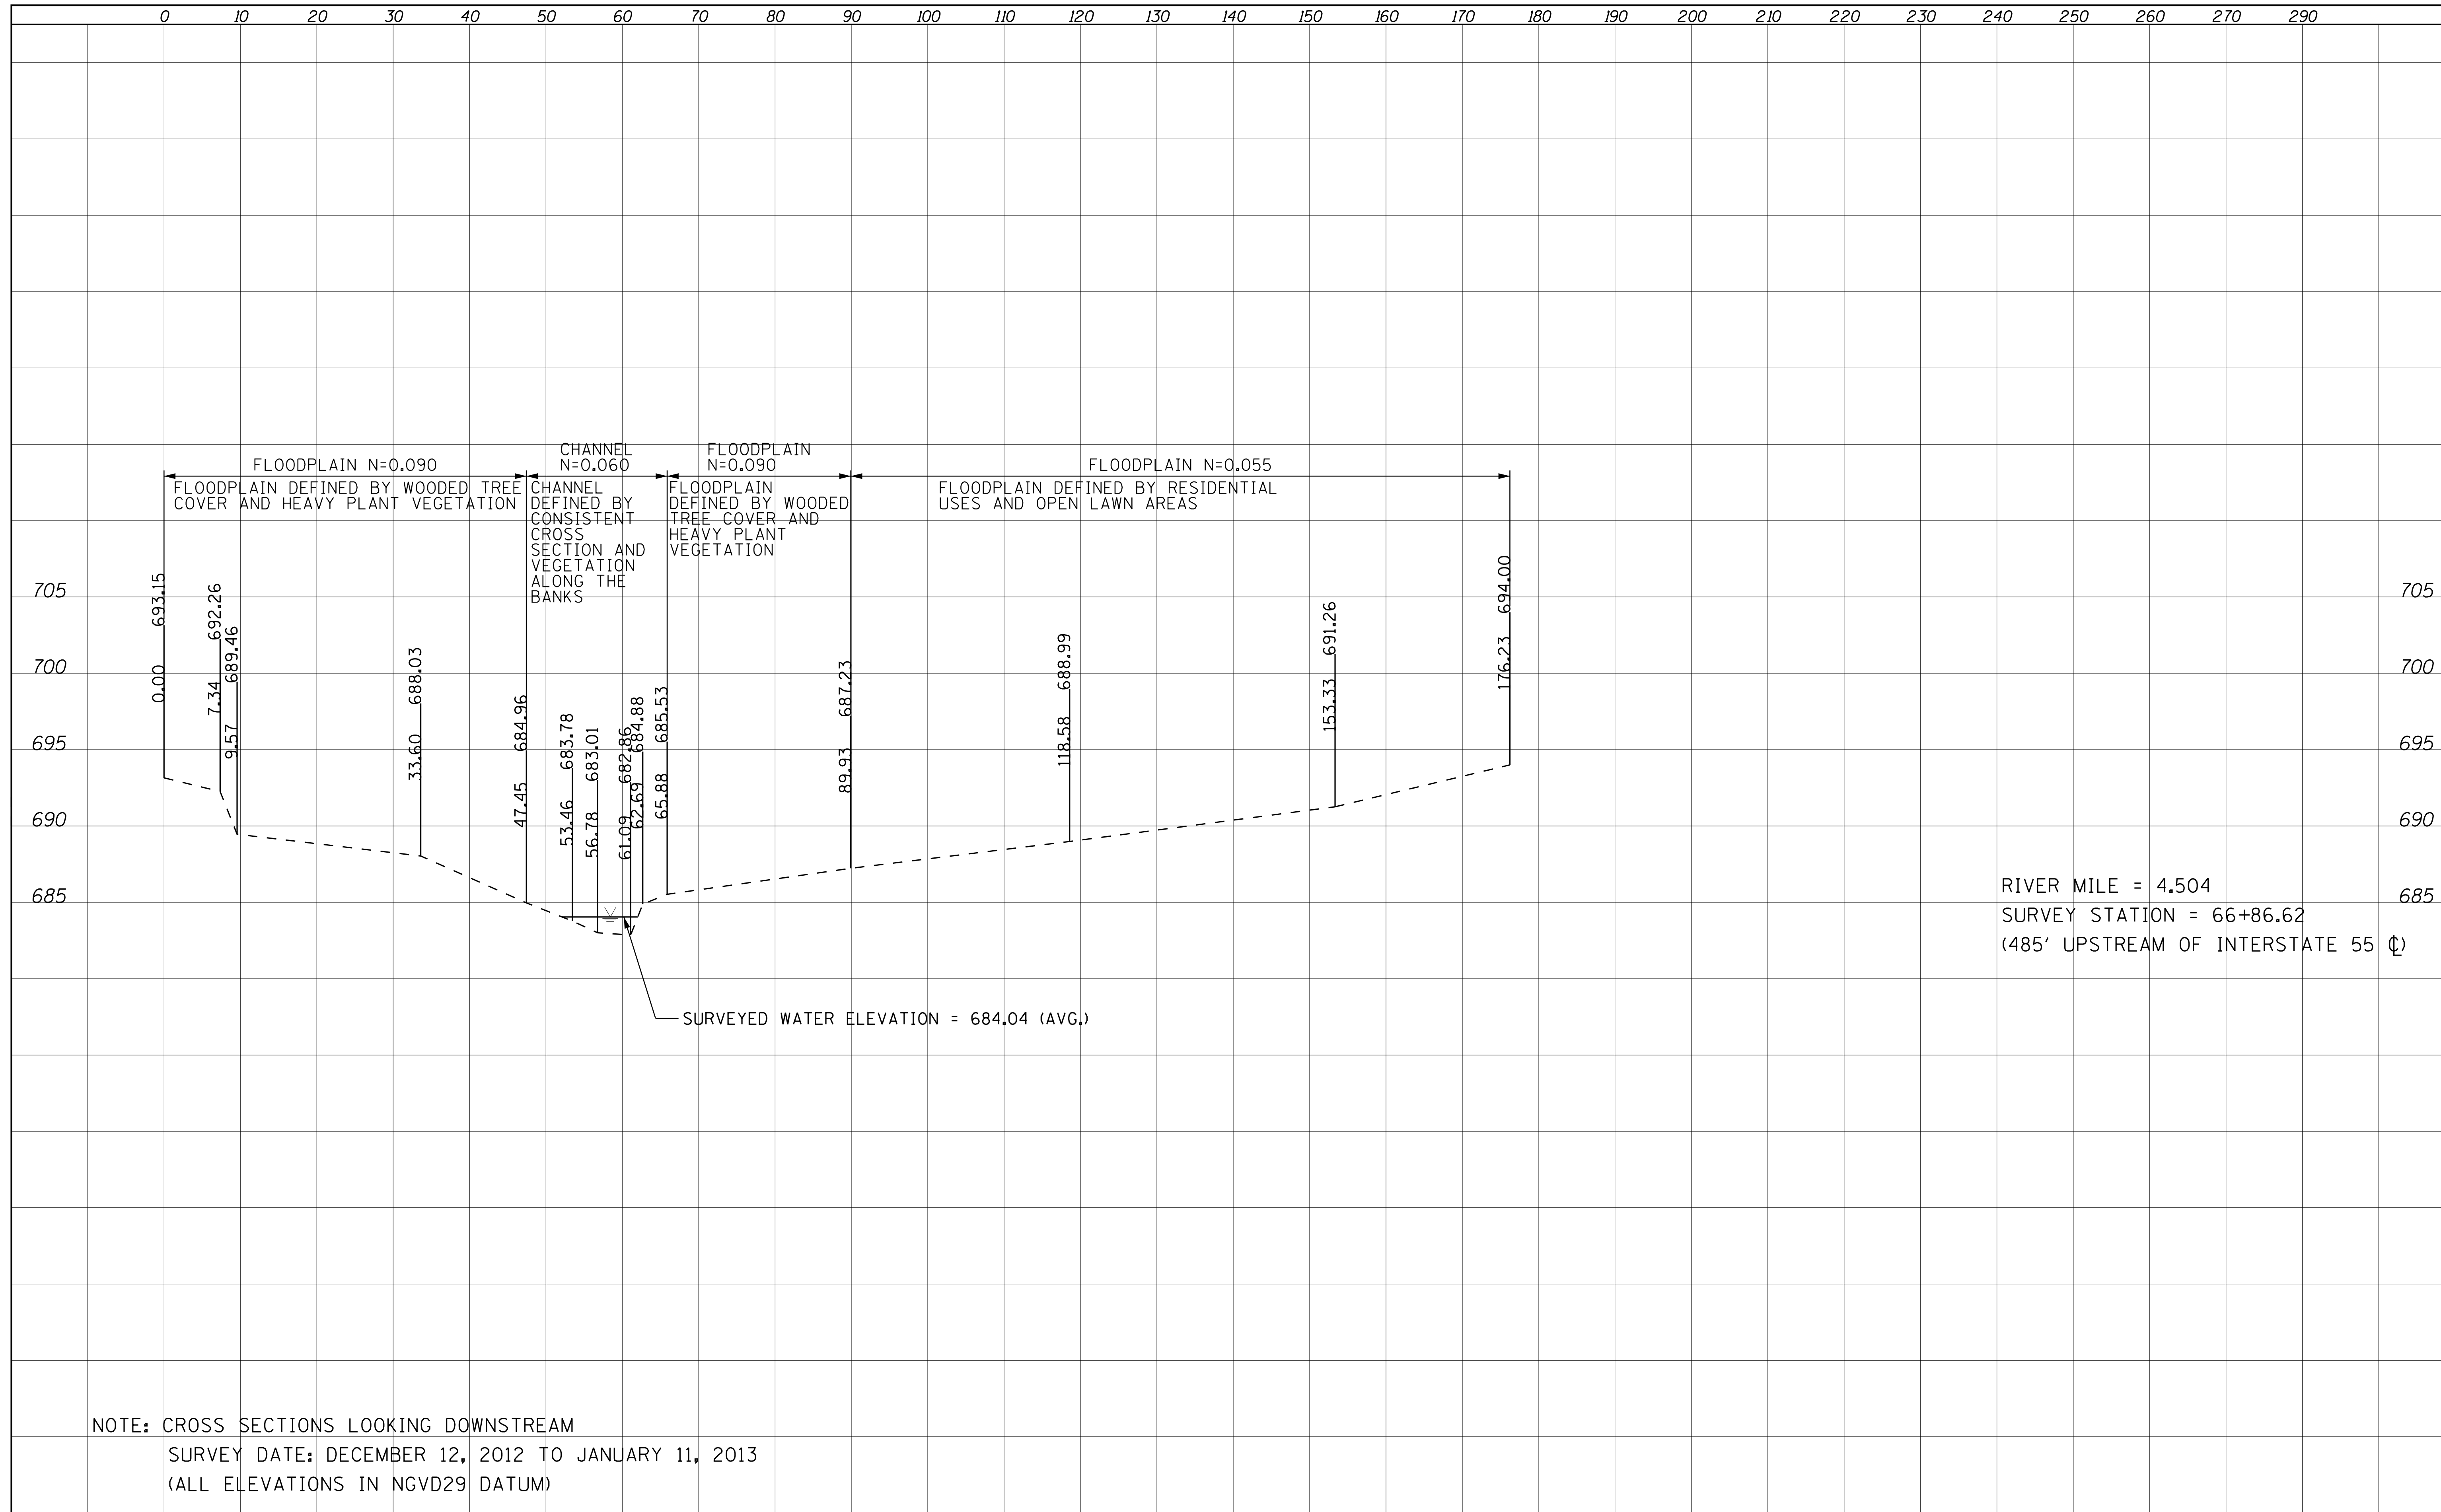 0 10 20 30 40 50 60 70 80 90 100 110 120 130 140 150 160 170 180 190 200 210 220 230 240 250 260 270 290
CHANNEL
N=0.060
FLOODPLAIN
N=0.090
FLOODPLAIN N=0.090
FLOODPLAIN N=0.055
FLOODPLAIN DEFINED BY WOODED TREE
COVER AND HEAVY PLANT VEGETATION
CHANNEL
DEFINED BY
CONSISTENT
CROSS
SECTION AND
VEGETATION
ALONG THE
BANKS
FLOODPLAIN
DEFINED BY WOODED
TREE COVER AND
HEAVY PLANT
VEGETATION
FLOODPLAIN DEFINED BY RESIDENTIAL
USES AND OPEN LAWN AREAS
705 705
700 700
695 695
690 690
685 685
0.00 693.15
7.34 692.26
9.57 689.46
33.60 688.03
47.45 684.96
53.46 683.78
56.78 683.01
61.09 682.86
62.69 684.88
65.88 685.53
89.93 687.23
118.58 688.99
153.33 691.26
176.23 694.00
RIVER MILE = 4.504
SURVEY STATION = 66+86.62
(485' UPSTREAM OF INTERSTATE 55 ℄)
SURVEYED WATER ELEVATION = 684.04 (AVG.)
NOTE: CROSS SECTIONS LOOKING DOWNSTREAM
SURVEY DATE: DECEMBER 12, 2012 TO JANUARY 11, 2013
(ALL ELEVATIONS IN NGVD29 DATUM)